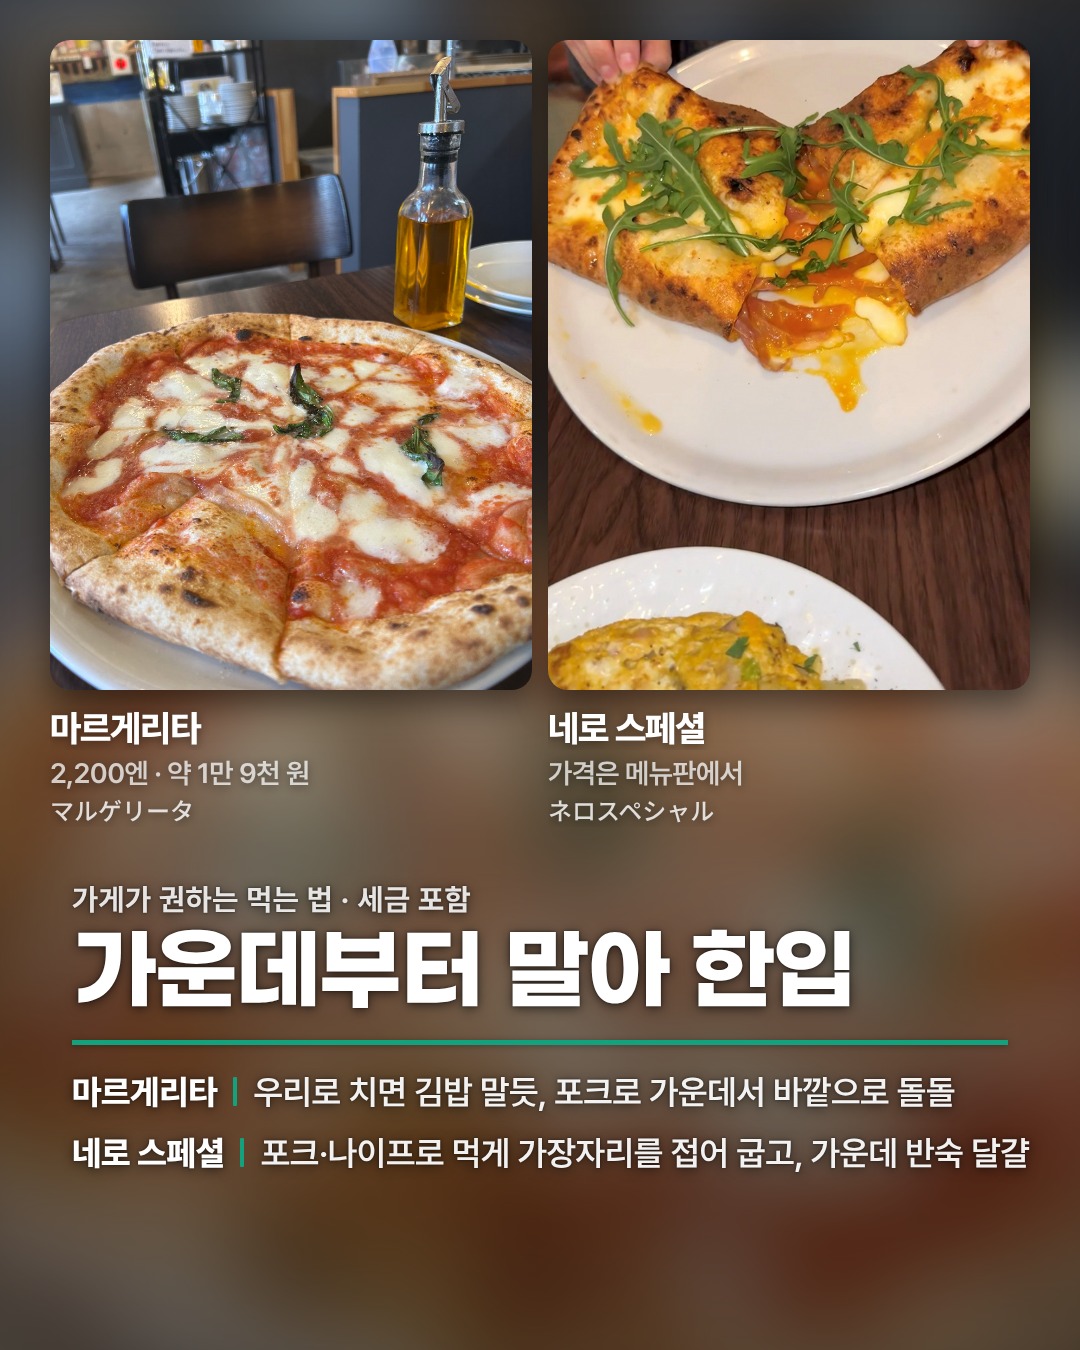 마르게리타
2,200엔 · 약 1만 9천 원
マルゲリータ
네로 스페셜
가격은 메뉴판에서
ネロスペシャル
가게가 권하는 먹는 법 · 세금 포함
가운데부터 말아 한입
마르게리타 | 우리로 치면 김밥 말듯, 포크로 가운데서 바깥으로 돌돌
네로 스페셜 | 포크·나이프로 먹게 가장자리를 접어 굽고, 가운데 반숙 달걀